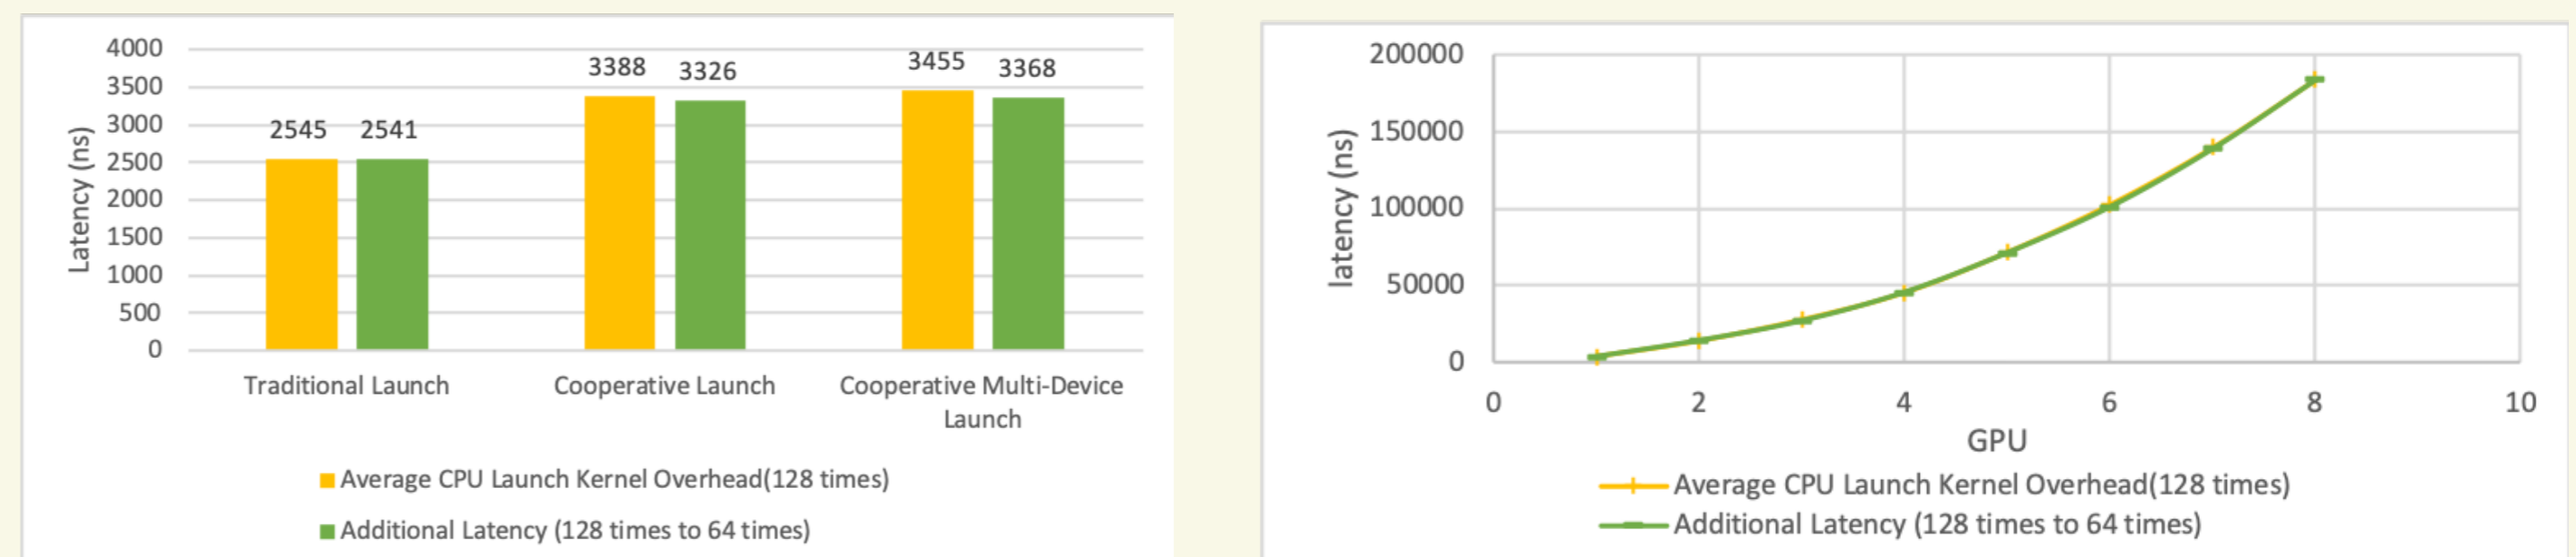 4000
3500
3000
2500
2000
1500
1000
500
0
Latency (ns)
2545 2541
3388 3326
3455 3368
Traditional Launch
Cooperative Launch
Cooperative Multi-Device
Launch
Average CPU Launch Kernel Overhead(128 times)
Additional Latency (128 times to 64 times)
200000
150000
100000
50000
0
latency (ns)
0 2 4 6 8 10
GPU
Average CPU Launch Kernel Overhead(128 times)
Additional Latency (128 times to 64 times)